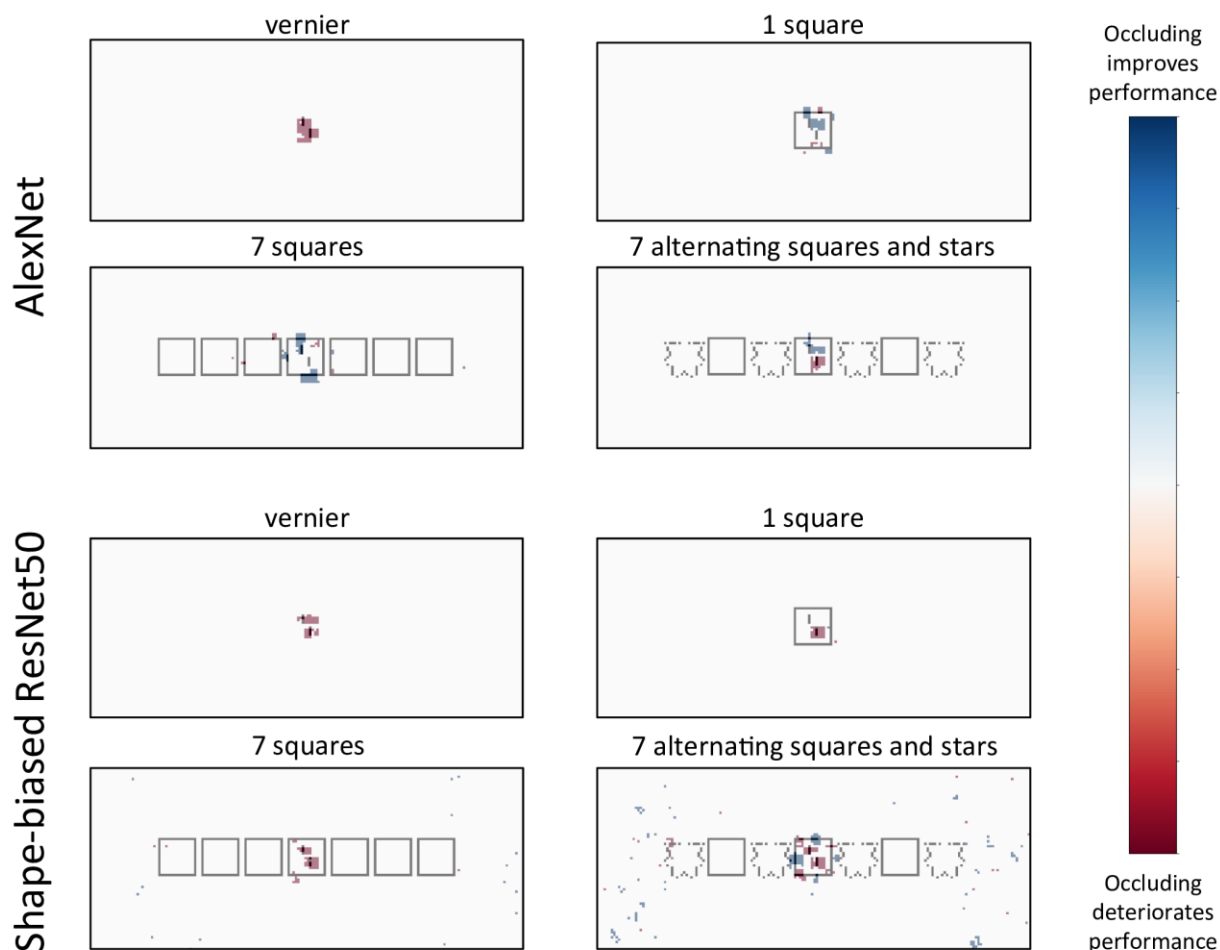 AlexNet
vernier
1 square
7 squares
7 alternating squares and stars
Shape-biased ResNet50
vernier
1 square
7 squares
7 alternating squares and stars
Occluding
improves
performance
Occluding
deteriorates
performance